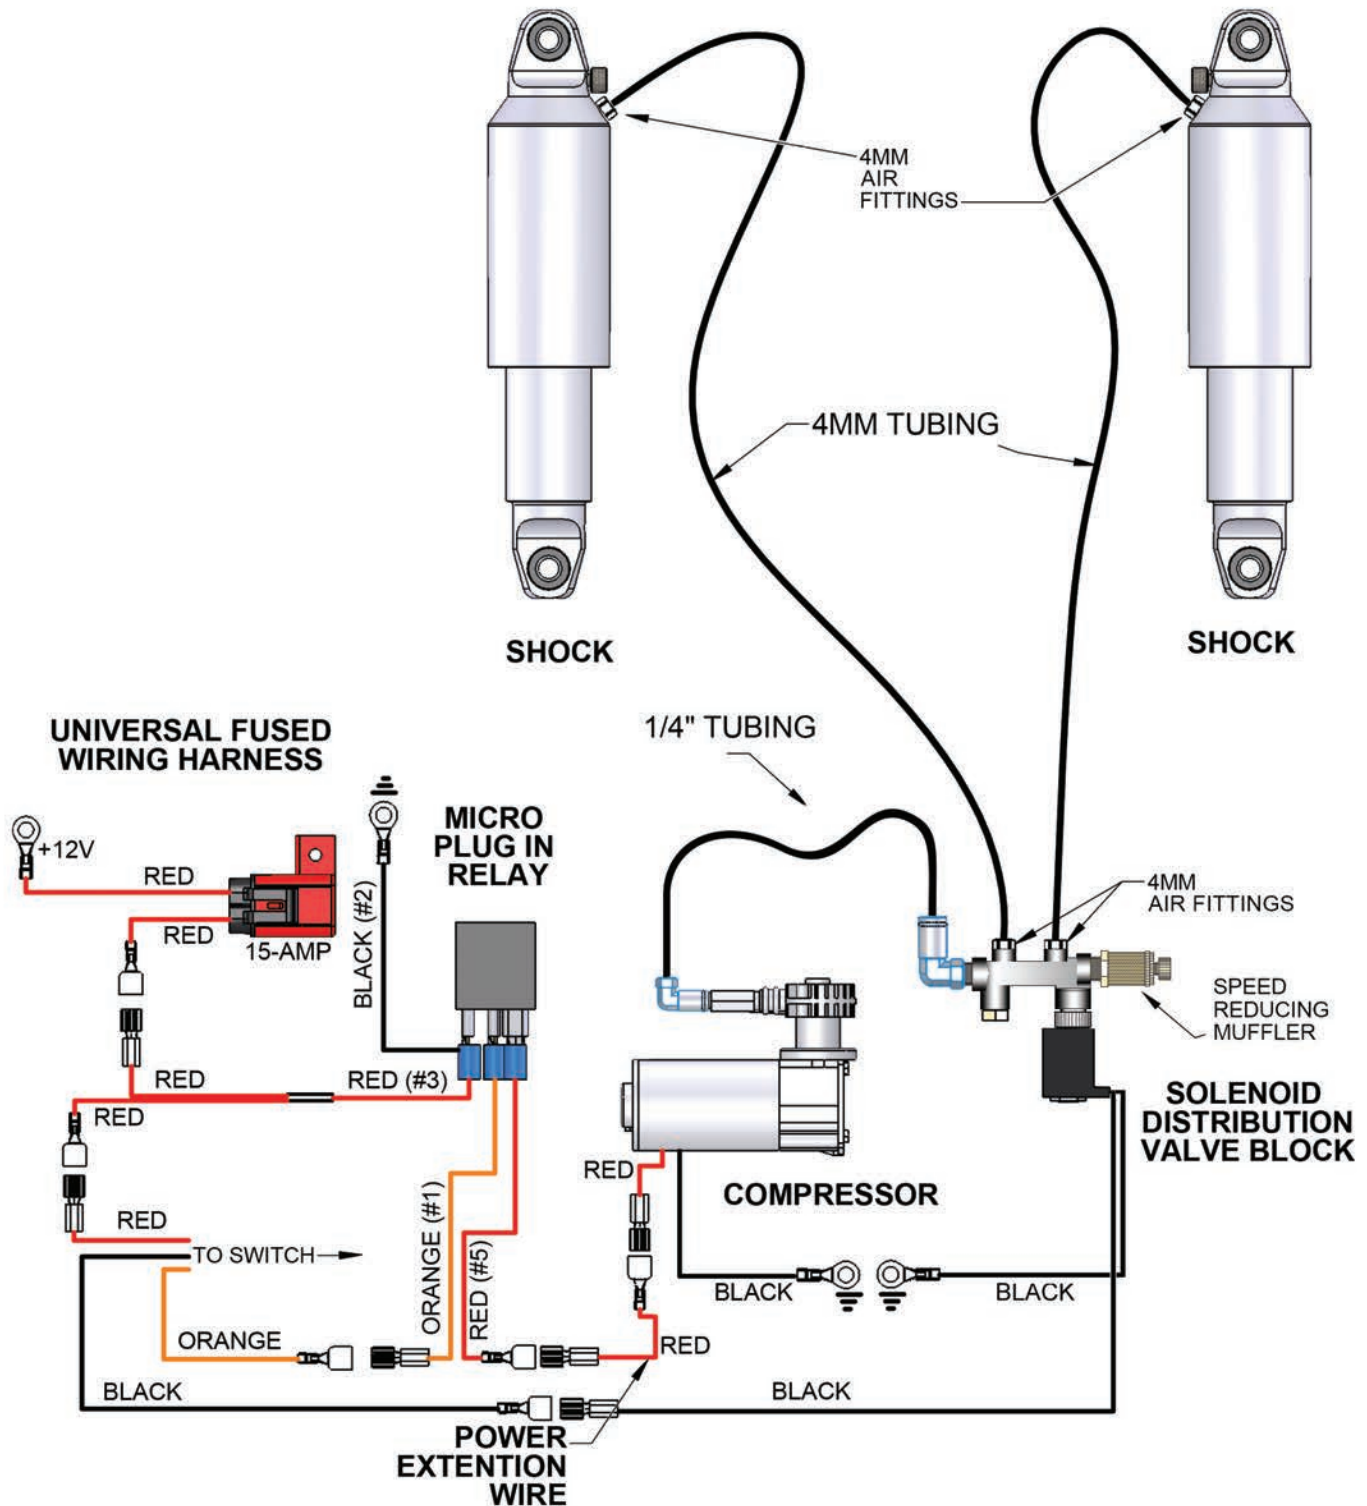 4MM
AIR
FITTINGS
4MM TUBING
SHOCK
SHOCK
UNIVERSAL FUSED
WIRING HARNESS
1/4" TUBING
MICRO
PLUG IN
RELAY
+12V
RED
RED
15-AMP
BLACK (#2)
4MM
AIR FITTINGS
SPEED
REDUCING
MUFFLER
RED
RED (#3)
RED
SOLENOID
DISTRIBUTION
VALVE BLOCK
RED
COMPRESSOR
RED
TO SWITCH
ORANGE (#1)
RED (#5)
BLACK
BLACK
ORANGE
RED
BLACK
BLACK
POWER
EXTENTION
WIRE